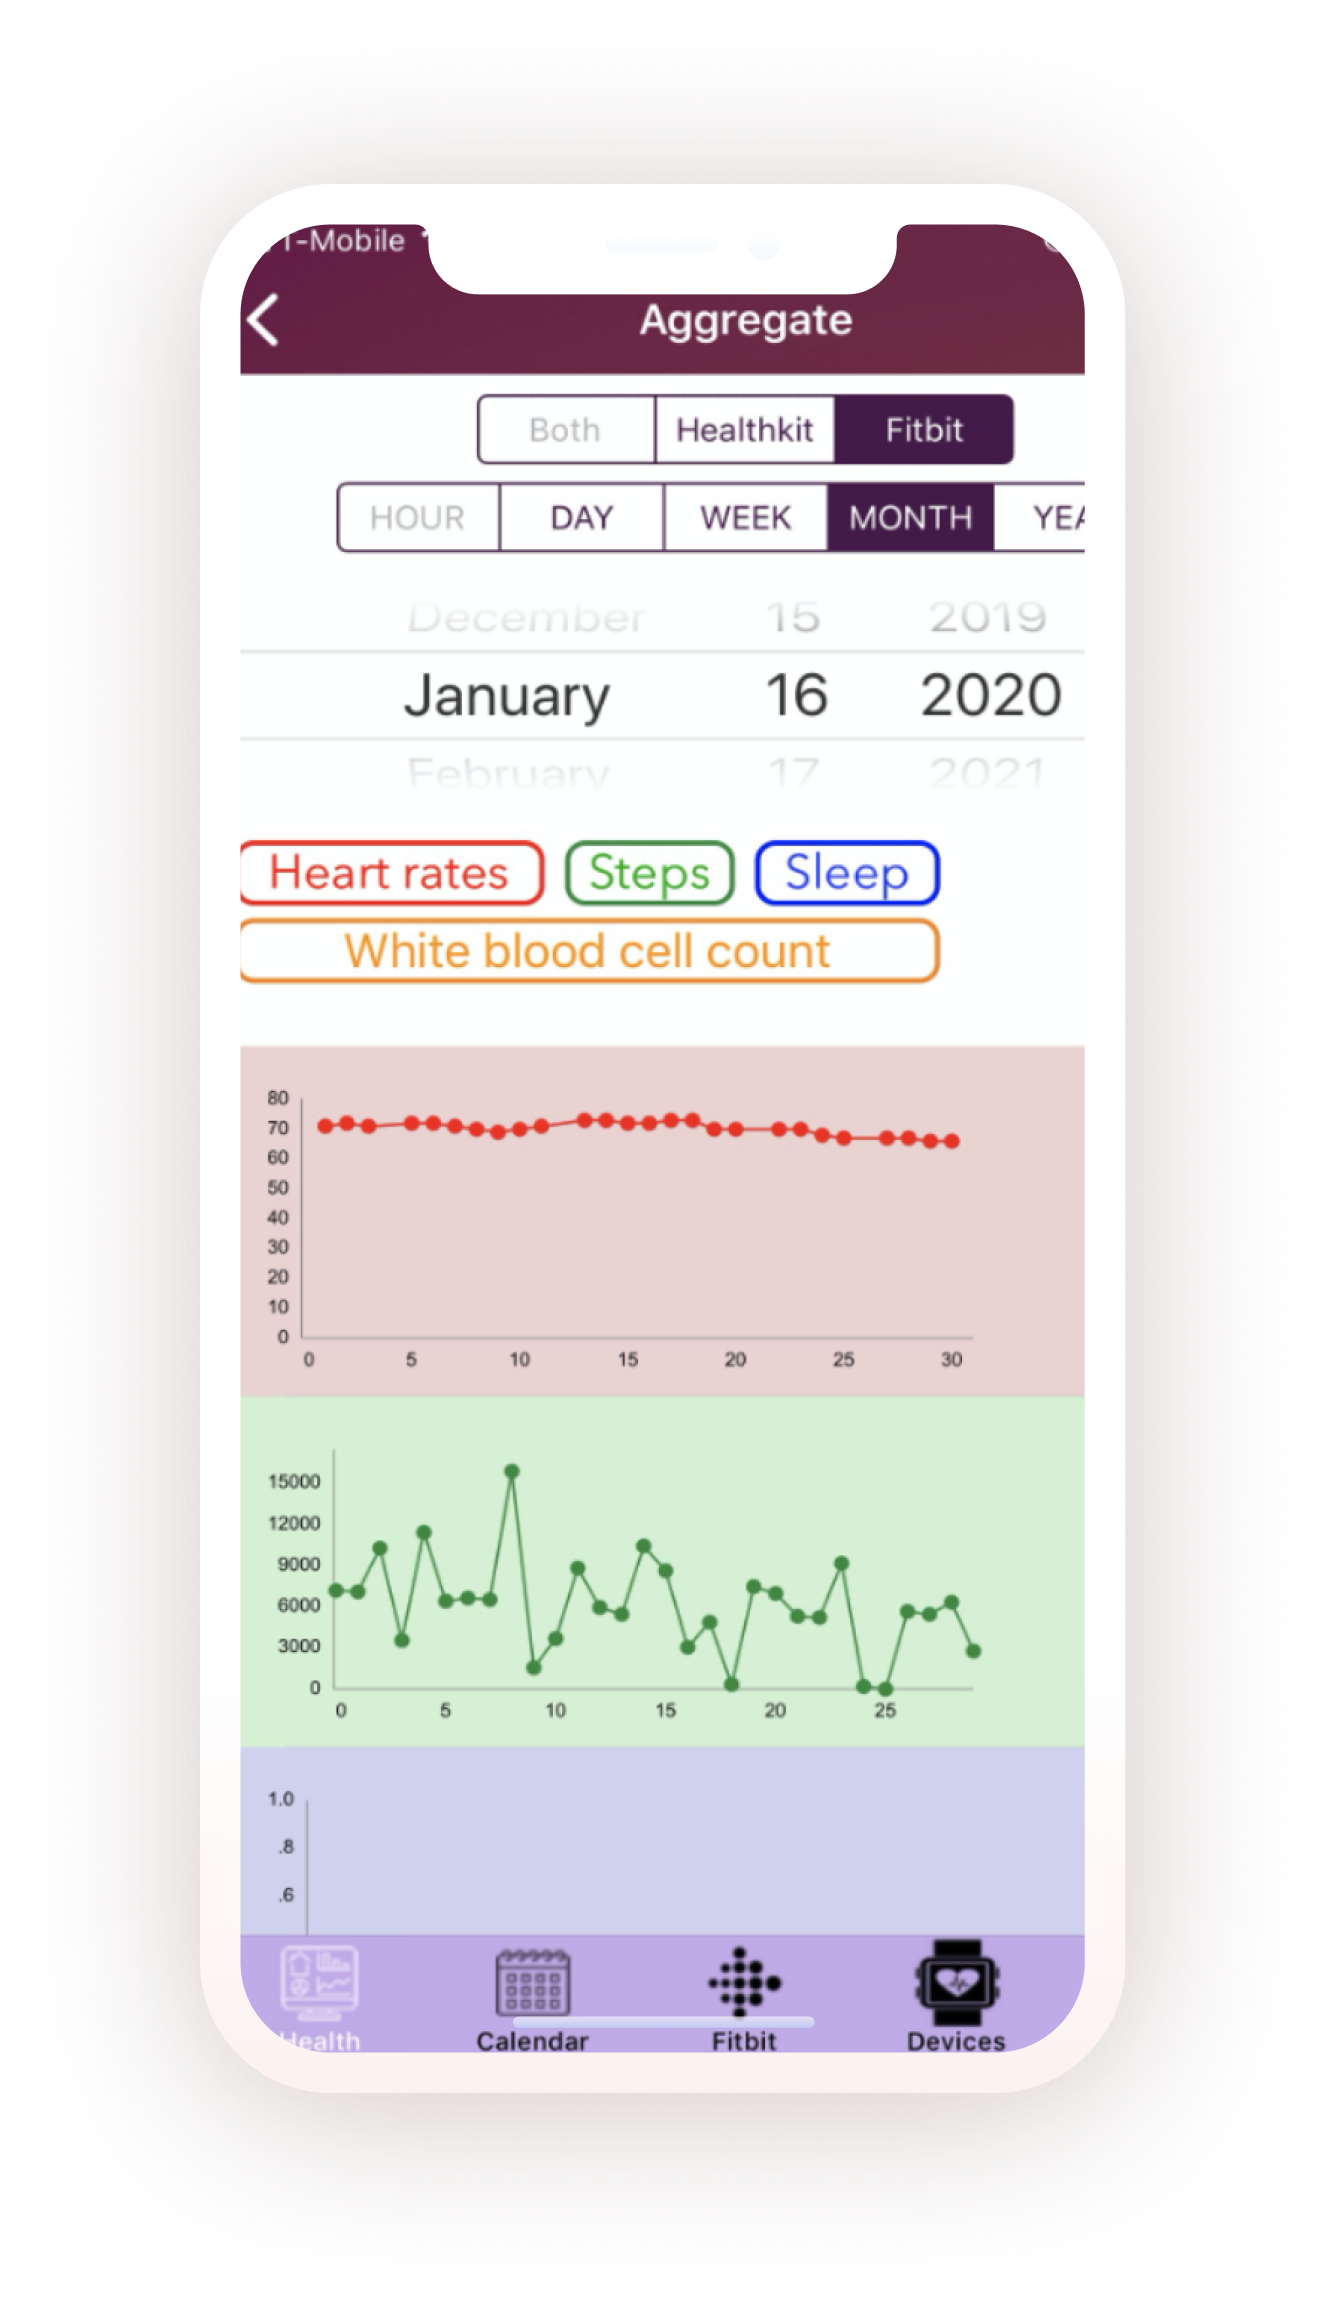 T-Mobile
Aggregate
Both Healthkit Fitbit
HOUR DAY WEEK MONTH YEA
December 15 2019
January 16 2020
February 17 2021
Heart rates Steps Sleep
White blood cell count
80
70
60
50
40
30
20
10
0
0 5 10 15 20 25 30
15000
12000
9000
6000
3000
0
0 5 10 15 20 25
1.0
.8
.6
Health Calendar Fitbit Devices